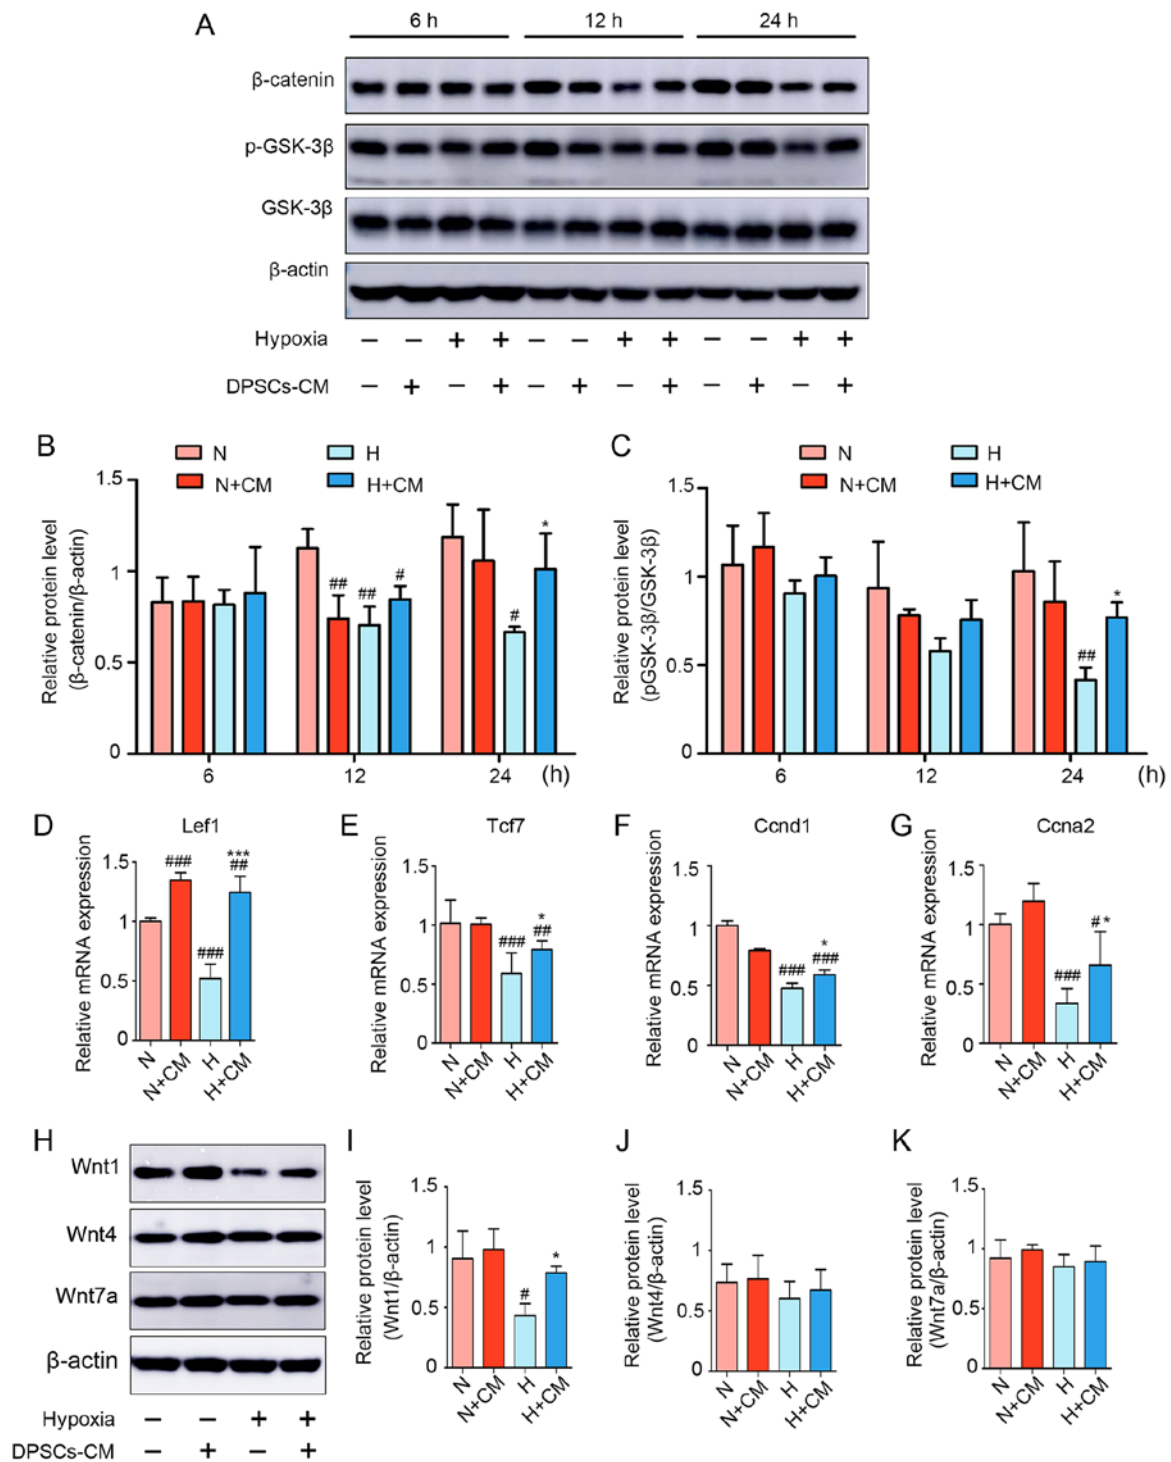 A
6 h 12 h 24 h
β-catenin
p-GSK-3β
GSK-3β
β-actin
Hypoxia − − + + − − + + − − + +
DPSCs-CM − + − + − + − + − + − +
B
N H
N+CM H+CM
Relative protein level
(β-catenin/β-actin)
1.5
1
0.5
0
## ## # # *
6 12 24 (h)
C
N H
N+CM H+CM
Relative protein level
(pGSK-3β/GSK-3β)
1.5
1
0.5
0
## *
6 12 24 (h)
D
Lef1
Relative mRNA expression
1.5
1
0.5
0
### ### ***
##
N N+CM H H+CM
E
Tcf7
Relative mRNA expression
1.5
1
0.5
0
### *
##
N N+CM H H+CM
F
Ccnd1
Relative mRNA expression
1.5
1
0.5
0
### *
###
N N+CM H H+CM
G
Ccna2
Relative mRNA expression
1.5
1
0.5
0
### # *
N N+CM H H+CM
H
Wnt1
Wnt4
Wnt7a
β-actin
Hypoxia − − + +
DPSCs-CM − + − +
I
Relative protein level
(Wnt1/β-actin)
1.5
1
0.5
0
# *
N N+CM H H+CM
J
Relative protein level
(Wnt4/β-actin)
1.5
1
0.5
0
N N+CM H H+CM
K
Relative protein level
(Wnt7a/β-actin)
1.5
1
0.5
0
N N+CM H H+CM